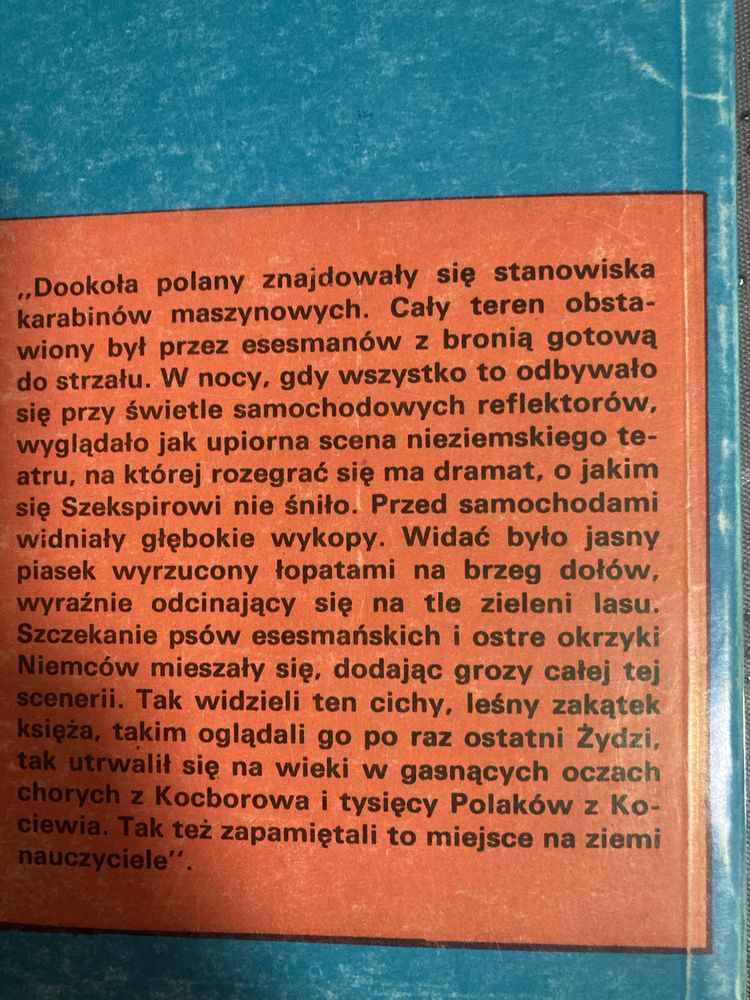 „Dookoła polany znajdowały się stanowiska
karabinów maszynowych. Cały teren obsta-
wiony był przez esesmanów z bronią gotową
do strzału. W nocy, gdy wszystko to odbywało
się przy świetle samochodowych reflektorów,
wyglądało jak upiorna scena nieziemskiego te-
atru, na której rozegrać się ma dramat, o jakim
się Szekspirowi nie śniło. Przed samochodami
widniały głębokie wykopy. Widać było jasny
piasek wyrzucony łopatami na brzeg dołów,
wyraźnie odcinający się na tle zieleni lasu.
Szczekanie psów esesmańskich i ostre okrzyki
Niemców mieszały się, dodając grozy całej tej
scenerii. Tak widzieli ten cichy, leśny zakątek
księża, takim oglądali go po raz ostatni Żydzi,
tak utrwalił się na wieki w gasnących oczach
chorych z Kocborowa i tysięcy Polaków z Ko-
ciewia. Tak też zapamiętali to miejsce na ziemi
nauczyciele”.